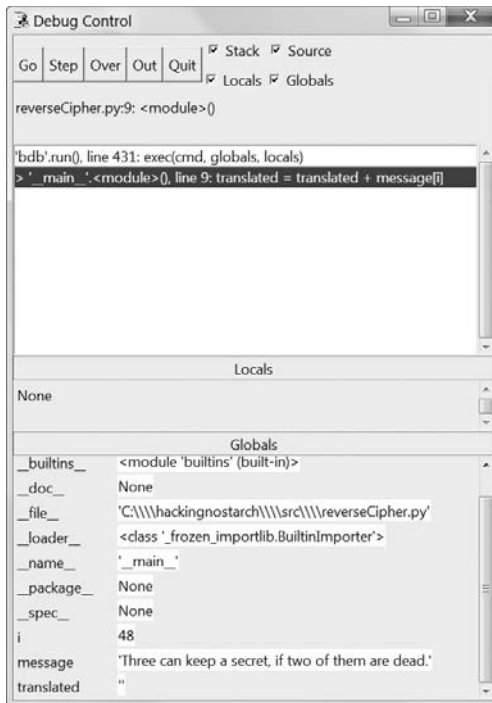 Debug Control
Go Step Over Out Quit Stack Source
Locals Globals
reverseCipher.py:9: <module>()
'bdb'.run(), line 431: exec(cmd, globals, locals)
> '__main__'.<module>(), line 9: translated = translated + message[i]
Locals
None
Globals
__builtins__ <module 'builtins' (built-in)>
__doc__ None
__file__ 'C:\\\\hackingnostarch\\\\src\\\\reverseCipher.py'
__loader__ <class '_frozen_importlib.BuiltinImporter'>
__name__ '__main__'
__package__ None
__spec__ None
i 48
message 'Three can keep a secret, if two of them are dead.'
translated ''